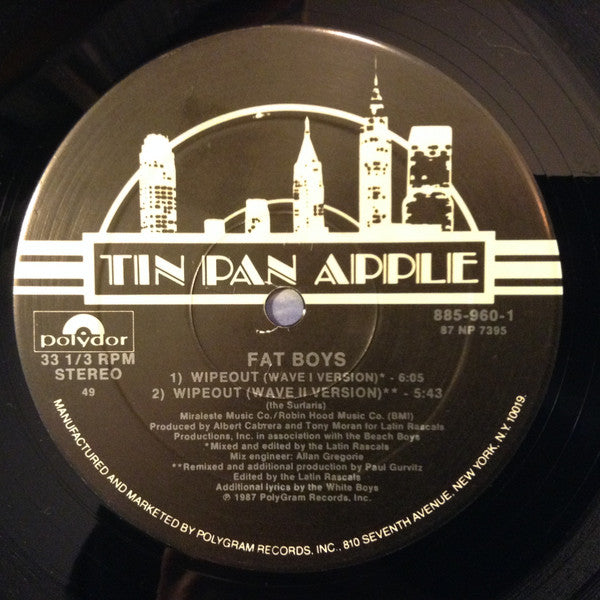 TIN PAN APPLE
polydor
885-960-1
87 NP 7395
33 1/3 RPM
STEREO
49
FAT BOYS
1) WIPEOUT (WAVE I VERSION)* - 6:05
2) WIPEOUT (WAVE II VERSION)** - 5:43
(the Surfaris)
Miraleste Music Co./Robin Hood Music Co. (BMI)
Produced by Albert Cabrera and Tony Moran for Latin Rascals
Productions, Inc. in association with the Beach Boys
*Mixed and edited by the Latin Rascals
Mix engineer: Allan Gregorie
**Remixed and additional production by Paul Gurvitz
Edited by the Latin Rascals
Additional lyrics by the White Boys
℗ 1987 PolyGram Records, Inc.
MANUFACTURED AND MARKETED BY POLYGRAM RECORDS, INC., 810 SEVENTH AVENUE, NEW YORK, N.Y. 10019.